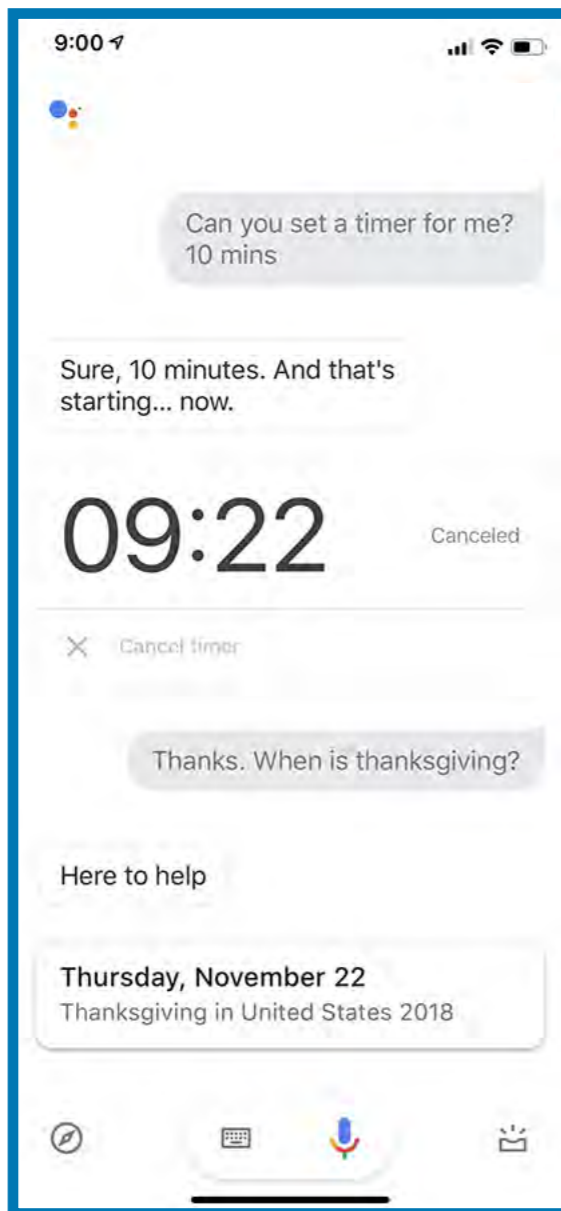 9:00
Can you set a timer for me?
10 mins
Sure, 10 minutes. And that's
starting... now.
09:22
Canceled
Cancel timer
Thanks. When is thanksgiving?
Here to help
Thursday, November 22
Thanksgiving in United States 2018